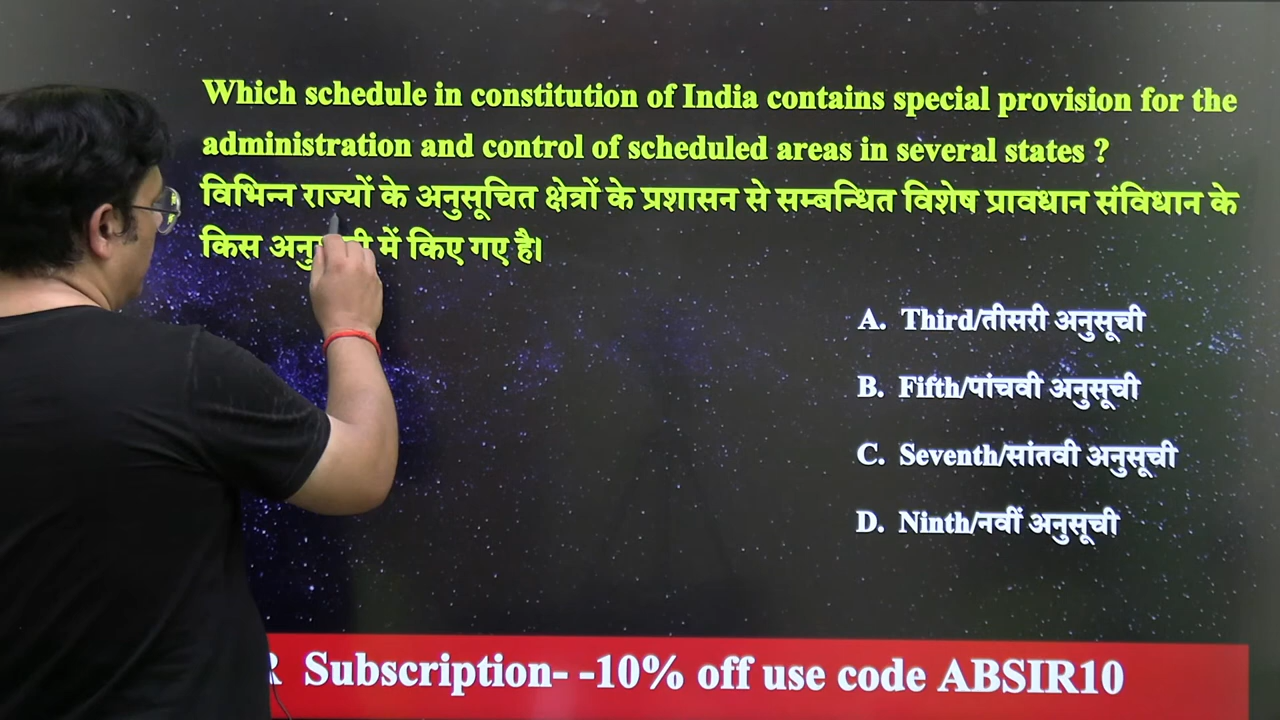 Which schedule in constitution of India contains special provision for the
administration and control of scheduled areas in several states ?
विभिन्न राज्यों के अनुसूचित क्षेत्रों के प्रशासन से सम्बन्धित विशेष प्रावधान संविधान के
किस में किए गए है।
A. Third/तीसरी अनुसूची
B. Fifth/पांचवी अनुसूची
C. Seventh/सांतवी अनुसूची
D. Ninth/नवीं अनुसूची
Subscription- -10% off use code ABSIR10